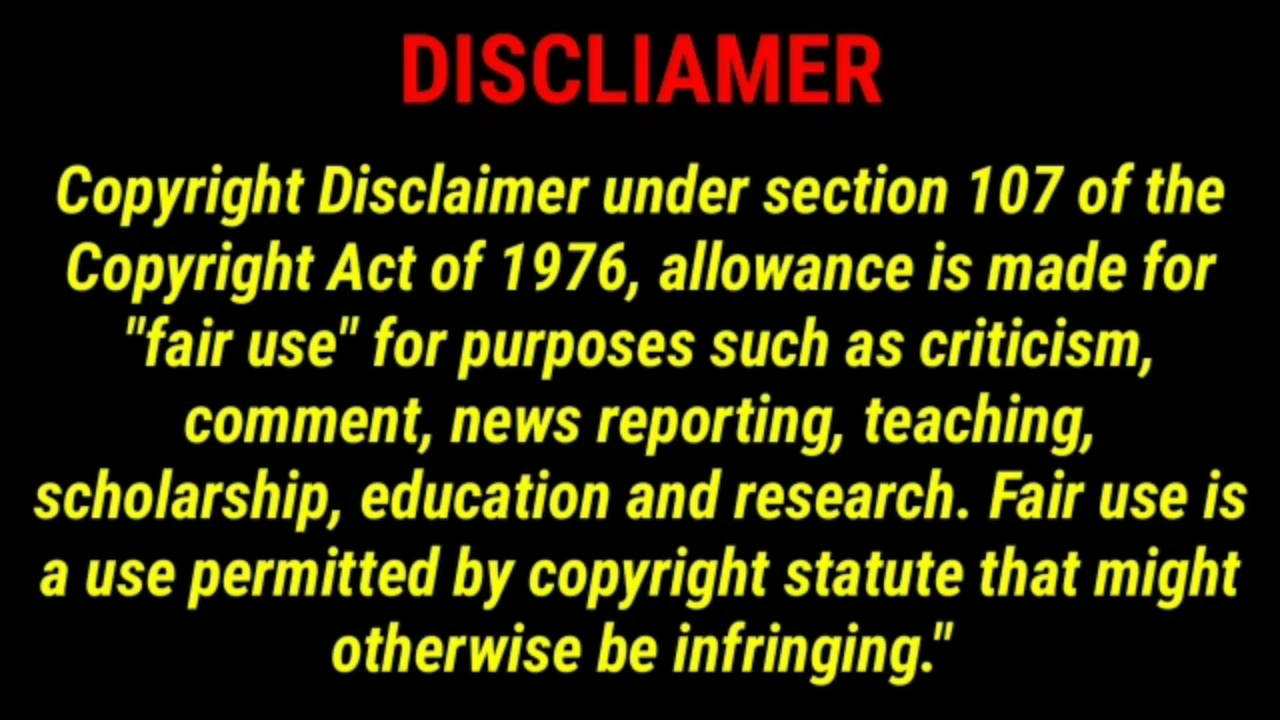 DISCLIAMER
Copyright Disclaimer under section 107 of the
Copyright Act of 1976, allowance is made for
"fair use" for purposes such as criticism,
comment, news reporting, teaching,
scholarship, education and research. Fair use is
a use permitted by copyright statute that might
otherwise be infringing."